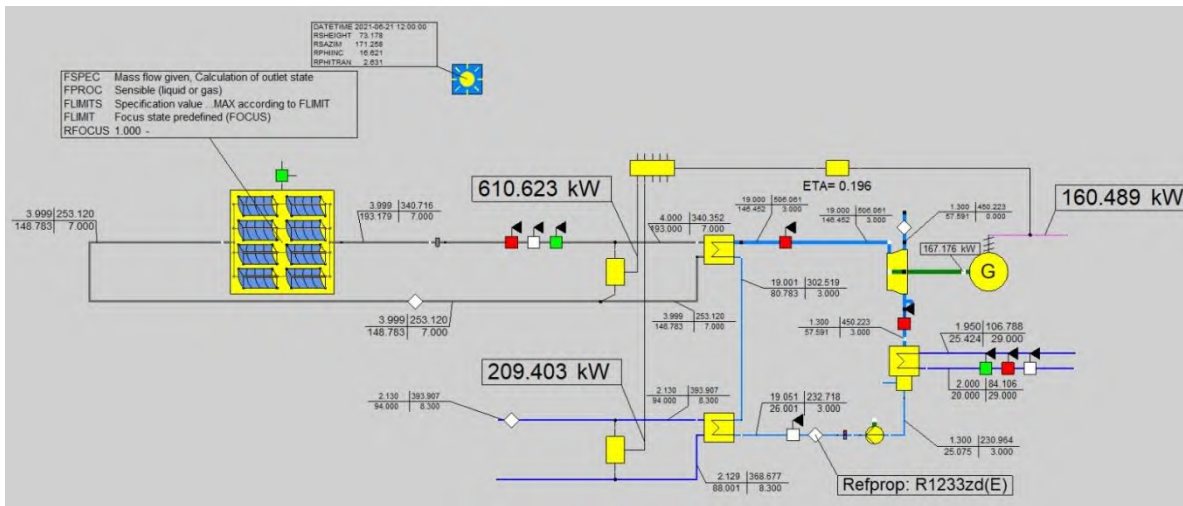 DATETIME 2021-06-21 12:00:00
RSHEIGHT 73.178
RSAZIM 171.258
RPHIINC 16.621
RPHITRAN 2.631
FSPEC Mass flow given, Calculation of outlet state
FPROC Sensible (liquid or gas)
FLIMITS Specification value ...MAX according to FLIMIT
FLIMIT Focus state predefined (FOCUS)
RFOCUS 1.000 -
610.623 kW
ETA= 0.196
160.489 kW
3.999 253.120
148.783 7.000
3.999 340.716
193.179 7.000
4.000 340.352
193.000 7.000
19.000 506.061
146.452 3.000
19.000 506.061
146.452 3.000
1.300 450.223
57.591 0.000
167.176 kW
G
19.001 302.519
80.783 3.000
3.999 253.120
148.783 7.000
3.999 253.120
148.783 7.000
1.300 450.223
57.591 3.000
1.950 106.788
25.424 29.000
2.000 84.106
20.000 29.000
209.403 kW
2.130 393.907
94.000 8.300
2.130 393.907
94.000 8.300
19.051 232.718
26.001 3.000
1.300 230.964
25.075 3.000
2.129 368.677
88.001 8.300
Refprop: R1233zd(E)